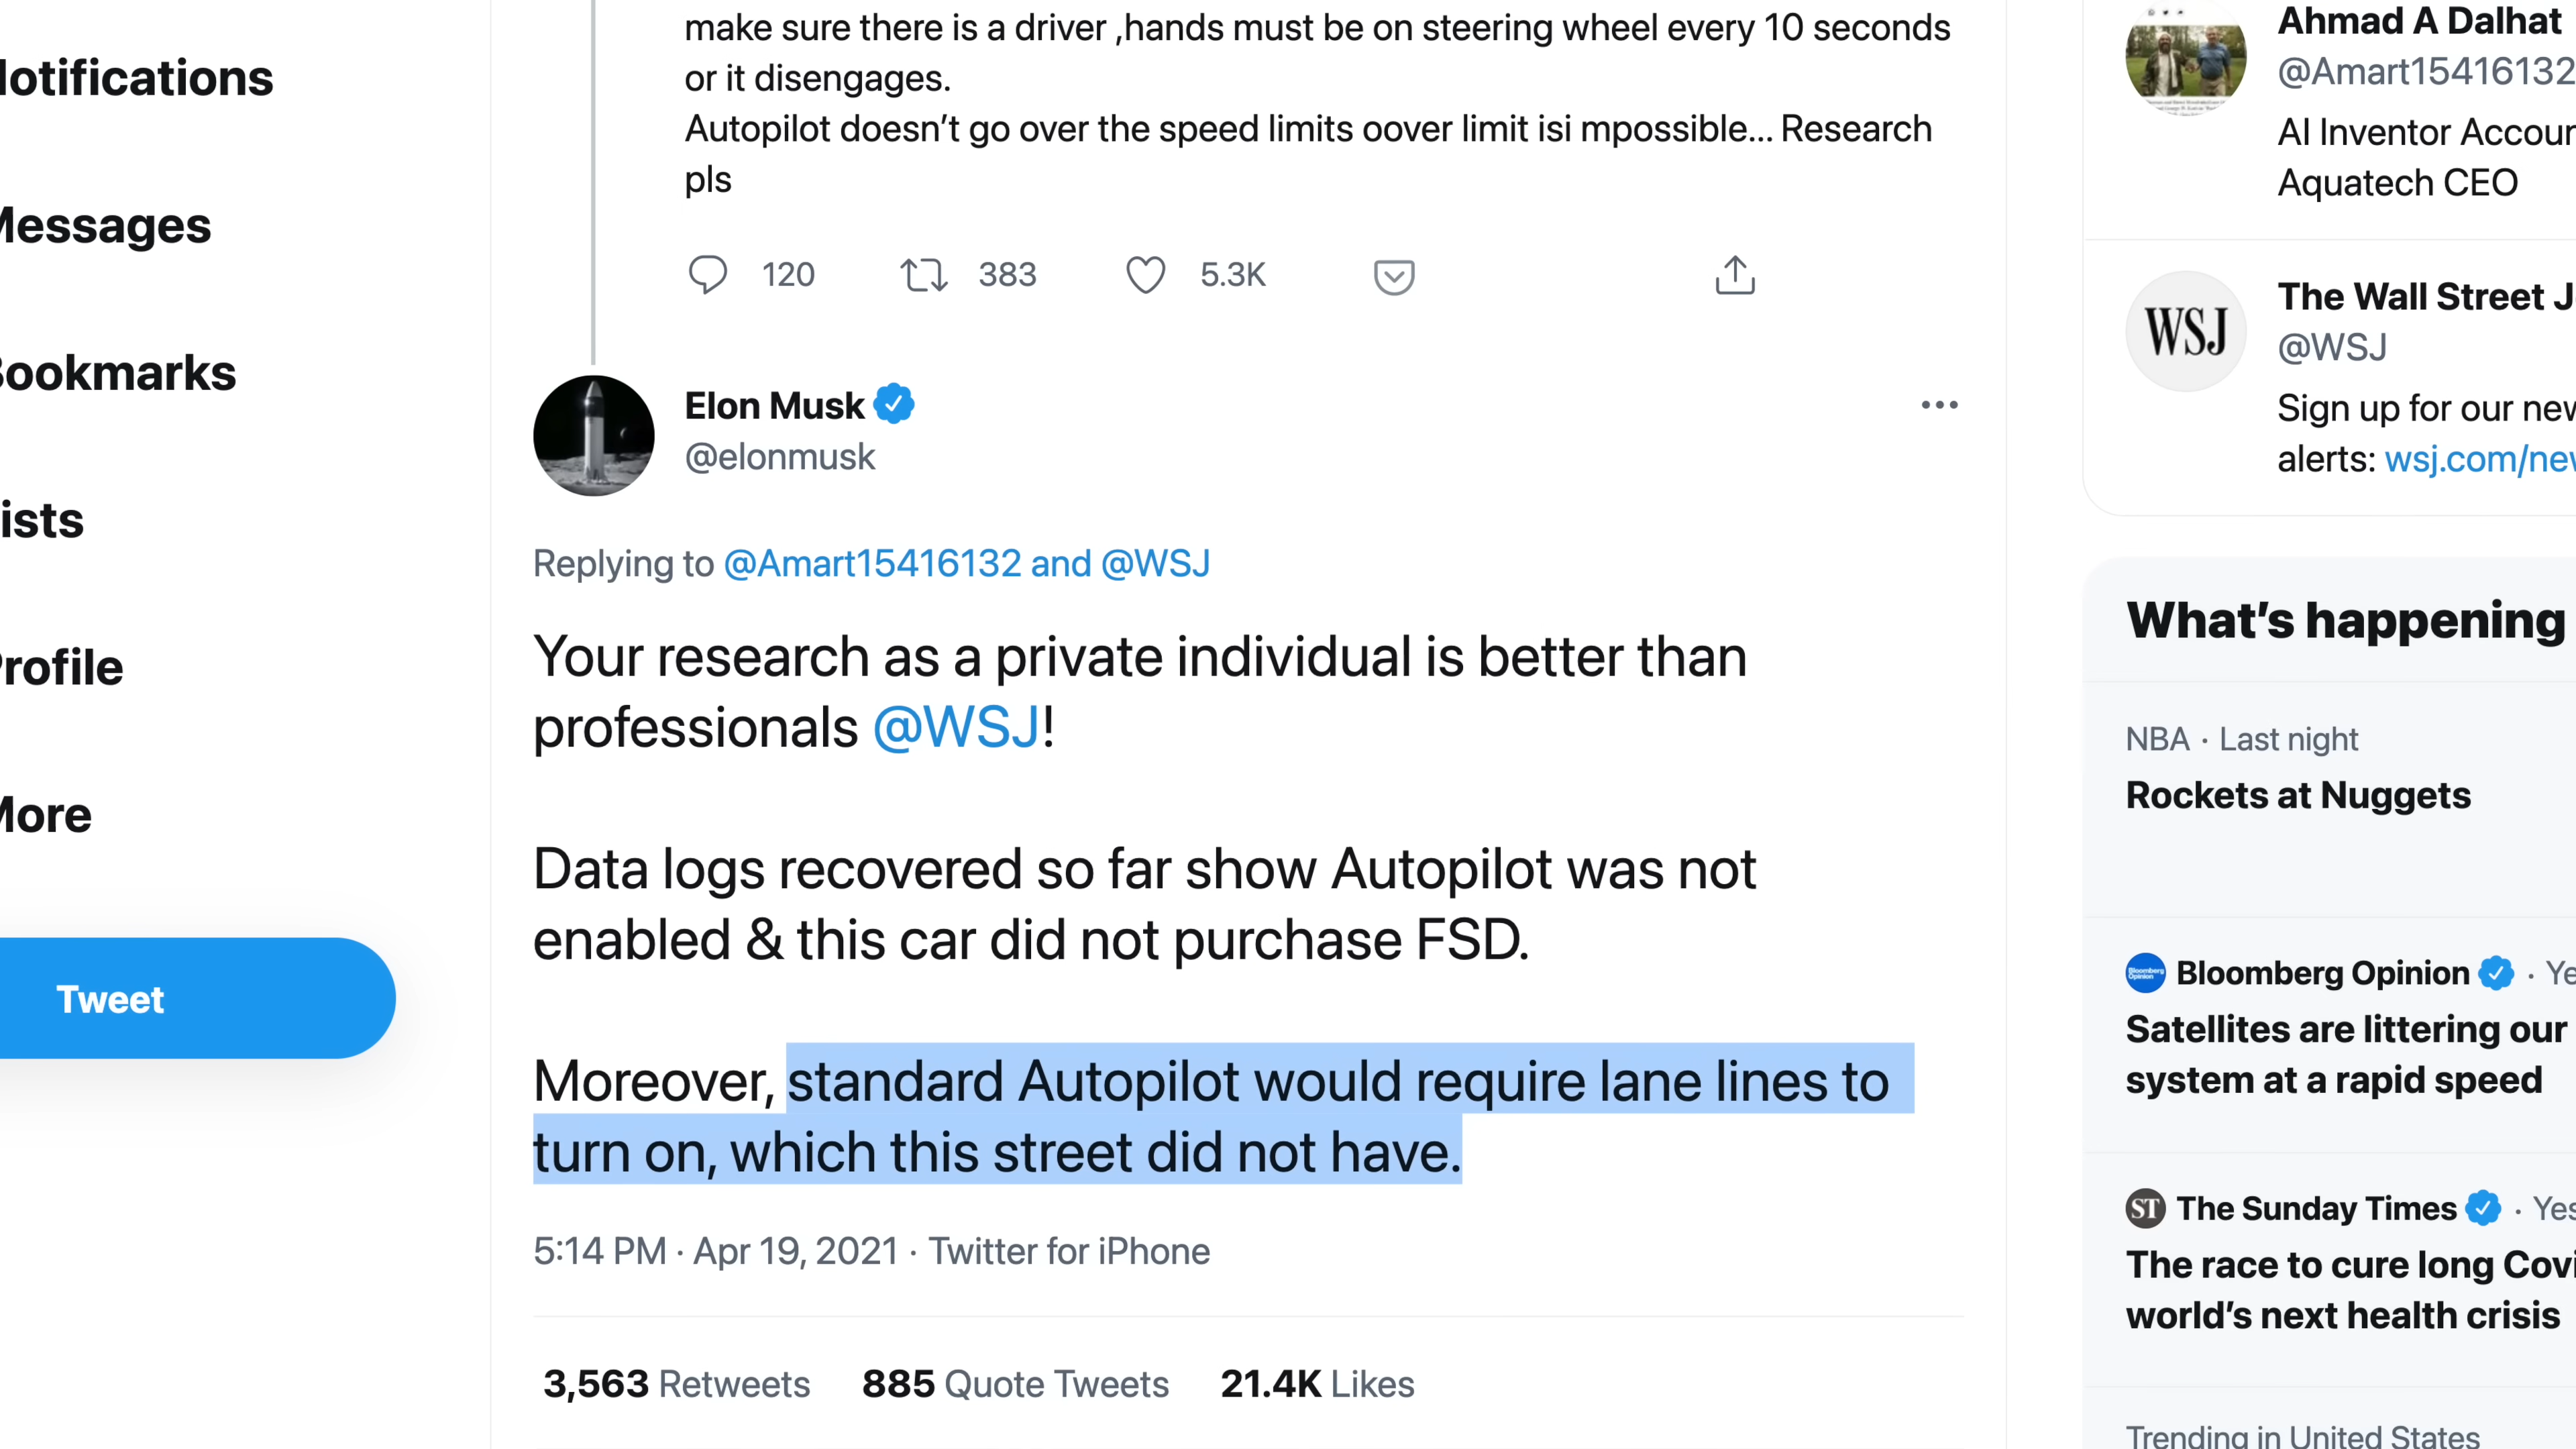 otifications
Messages
Bookmarks
ists
Profile
More
Tweet
make sure there is a driver ,hands must be on steering wheel every 10 seconds
or it disengages.
Autopilot doesn’t go over the speed limits oover limit isi mpossible... Research
pls
120 383 5.3K
Elon Musk
@elonmusk
Replying to @Amart15416132 and @WSJ
Your research as a private individual is better than
professionals @WSJ!
Data logs recovered so far show Autopilot was not
enabled & this car did not purchase FSD.
Moreover, standard Autopilot would require lane lines to
turn on, which this street did not have.
5:14 PM · Apr 19, 2021 · Twitter for iPhone
3,563 Retweets 885 Quote Tweets 21.4K Likes
Ahmad A Dalhat
@Amart15416132
AI Inventor Accoun
Aquatech CEO
WSJ
The Wall Street J
@WSJ
Sign up for our new
alerts: wsj.com/new
What’s happening
NBA · Last night
Rockets at Nuggets
Bloomberg Opinion · Ye
Satellites are littering our
system at a rapid speed
ST The Sunday Times · Yes
The race to cure long Covi
world’s next health crisis
Trending in United States